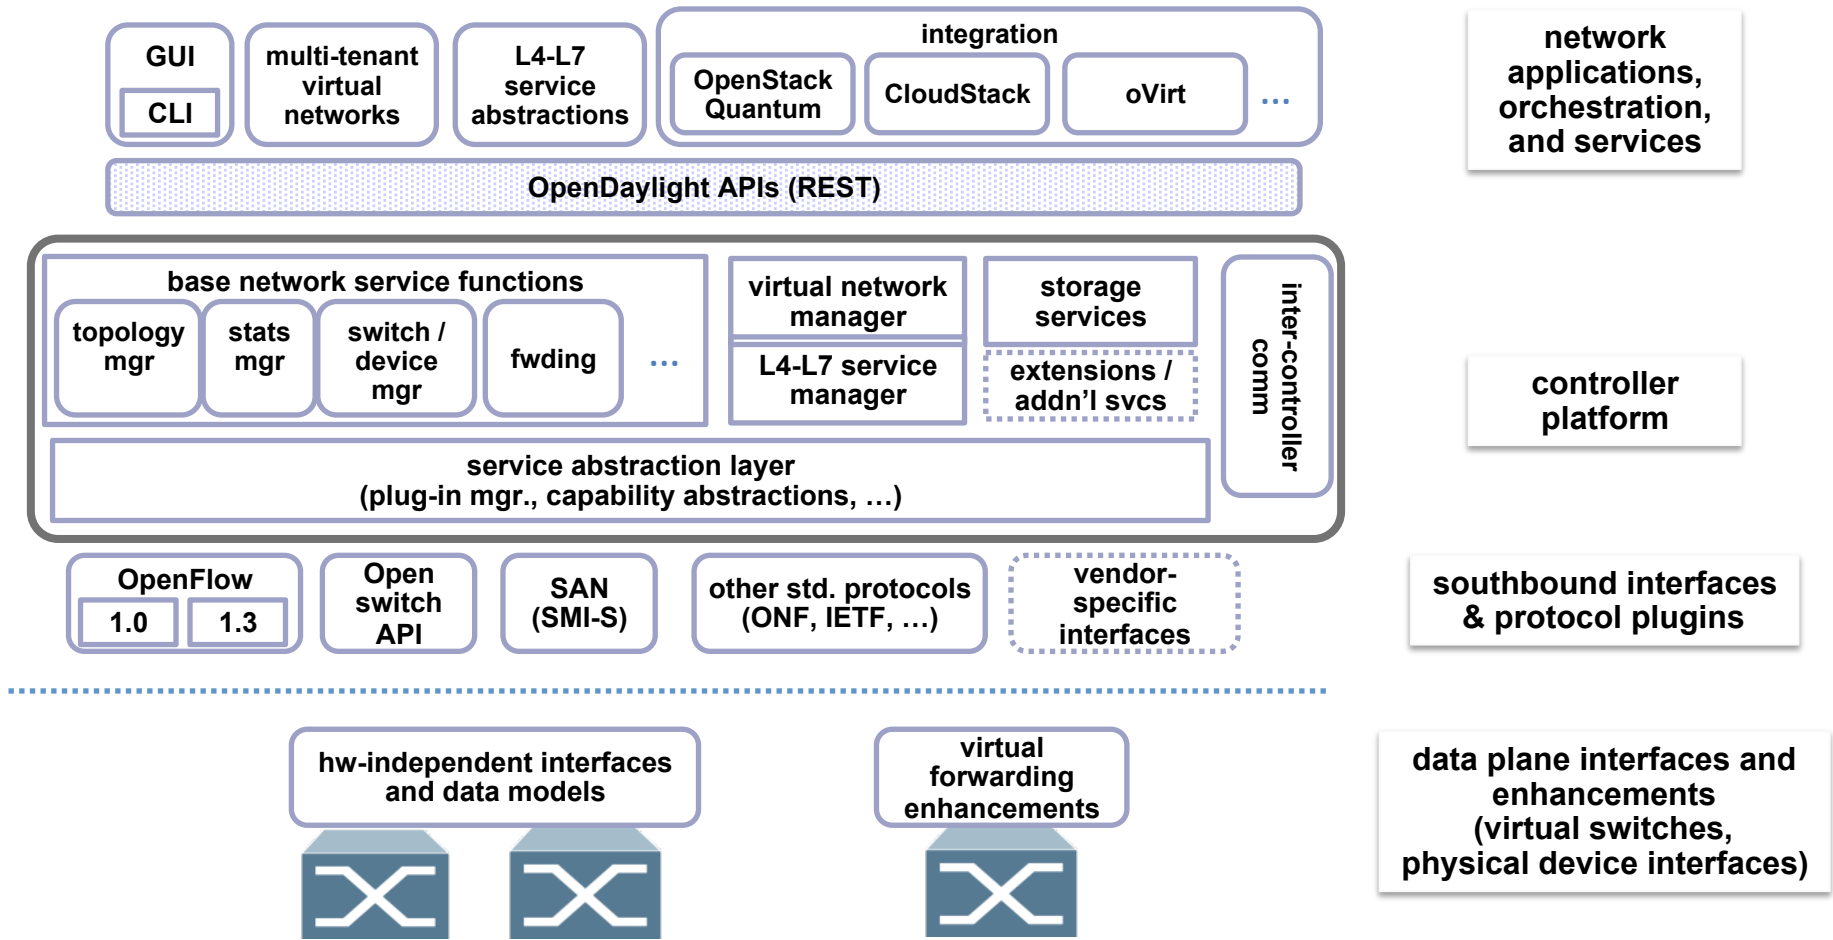 GUI
CLI
multi-tenant
virtual
networks
L4-L7
service
abstractions
integration
OpenStack
Quantum
CloudStack
oVirt
...
network
applications,
orchestration,
and services
OpenDaylight APIs (REST)
base network service functions
topology
mgr
stats
mgr
switch /
device
mgr
fwding
...
virtual network
manager
L4-L7 service
manager
storage
services
extensions /
addn’l svcs
inter-controller
comm
service abstraction layer
(plug-in mgr., capability abstractions, …)
controller
platform
OpenFlow
1.0
1.3
Open
switch
API
SAN
(SMI-S)
other std. protocols
(ONF, IETF, …)
vendor-
specific
interfaces
southbound interfaces
& protocol plugins
hw-independent interfaces
and data models
virtual
forwarding
enhancements
data plane interfaces and
enhancements
(virtual switches,
physical device interfaces)